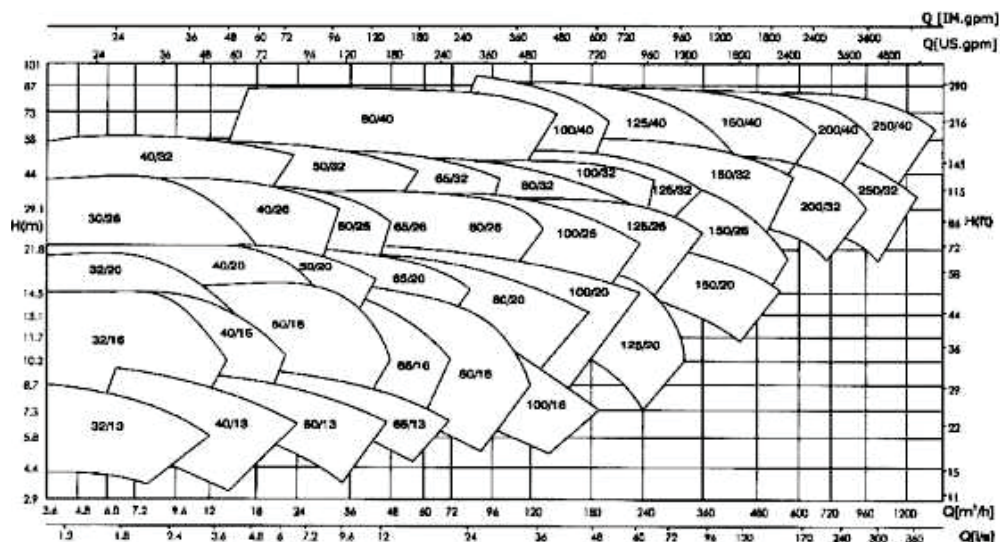 Q [IM.gpm]
24 36 48 60 72 96 120 180 240 360 480 600 720 960 1200 1800 2400 3600
Q[US.gpm]
24 36 48 60 72 96 120 180 240 360 480 720 960 1800 2400 3600 4800
101 290
87
73 80/40 100/40 125/40 150/40 200/40 250/40 216
58
40/32 50/32 65/32 80/32 100/32 125/32 150/32 200/32 250/32 145
44 115
29.1 30/26 40/26 65/26 80/26 100/26 125/26 150/26 86
H(m) H(ft)
21.8 72
32/20 40/20 50/20 65/20 80/20 100/20 150/20 58
14.5 44
13.1
11.7 32/16 40/16 50/16 65/16 80/16 125/20 36
10.2
8.7 29
7.3 32/13 40/13 50/13 65/13 100/16
5.8 22
4.4 15
2.9 11
3.6 4.8 6.0 7.2 9.6 12 18 24 30 36 48 60 72 96 120 180 240 360 480 600 720 960 1200 Q[m³/h]
1.3 1.8 2.4 3.6 4.8 6 7.2 9.6 12 24 36 48 60 72 96 130 170 240 300 360 Q[l/s]